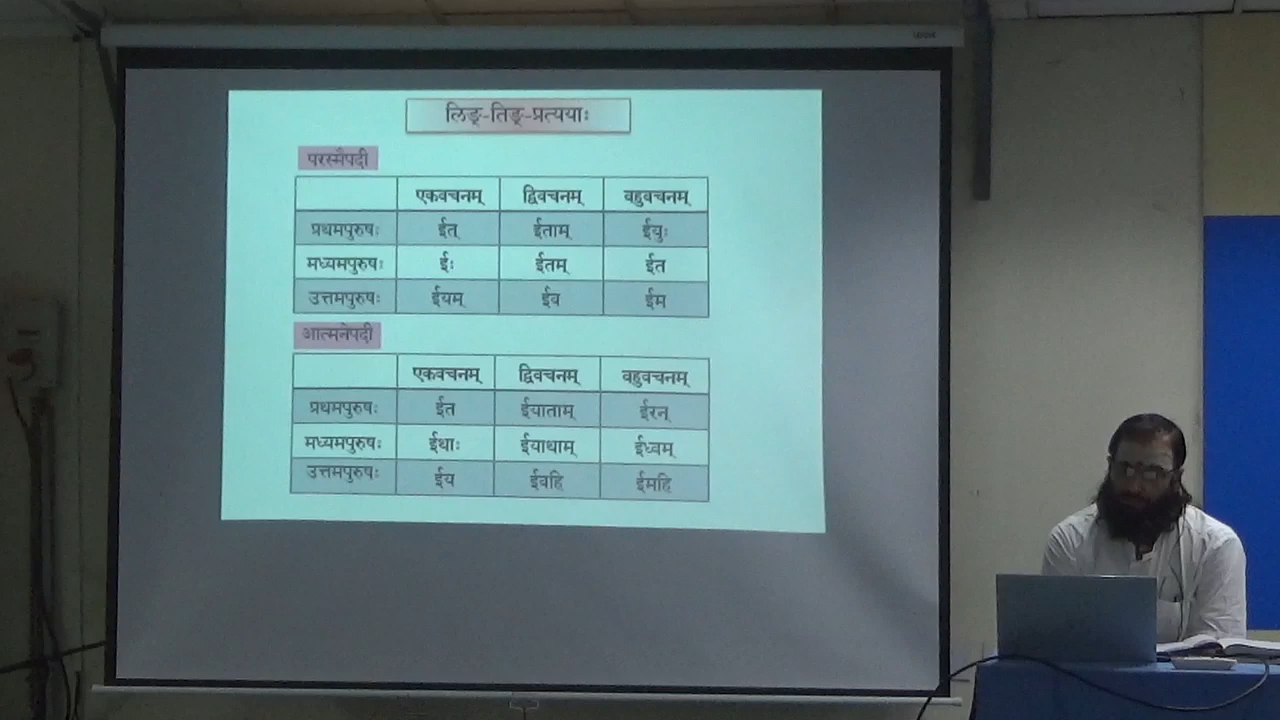 लिङ्-तिङ्-प्रत्ययाः
परस्मैपदी
एकवचनम् द्विवचनम् वहुवचनम्
प्रथमपुरुषः ईत् ईताम् ईयुः
मध्यमपुरुषः ईः ईतम् ईत
उत्तमपुरुषः ईयम् ईव ईम
आत्मनेपदी
एकवचनम् द्विवचनम् वहुवचनम्
प्रथमपुरुषः ईत ईयाताम् ईरन्
मध्यमपुरुषः ईथाः ईयाथाम् ईध्वम्
उत्तमपुरुषः ईय ईवहि ईमहि